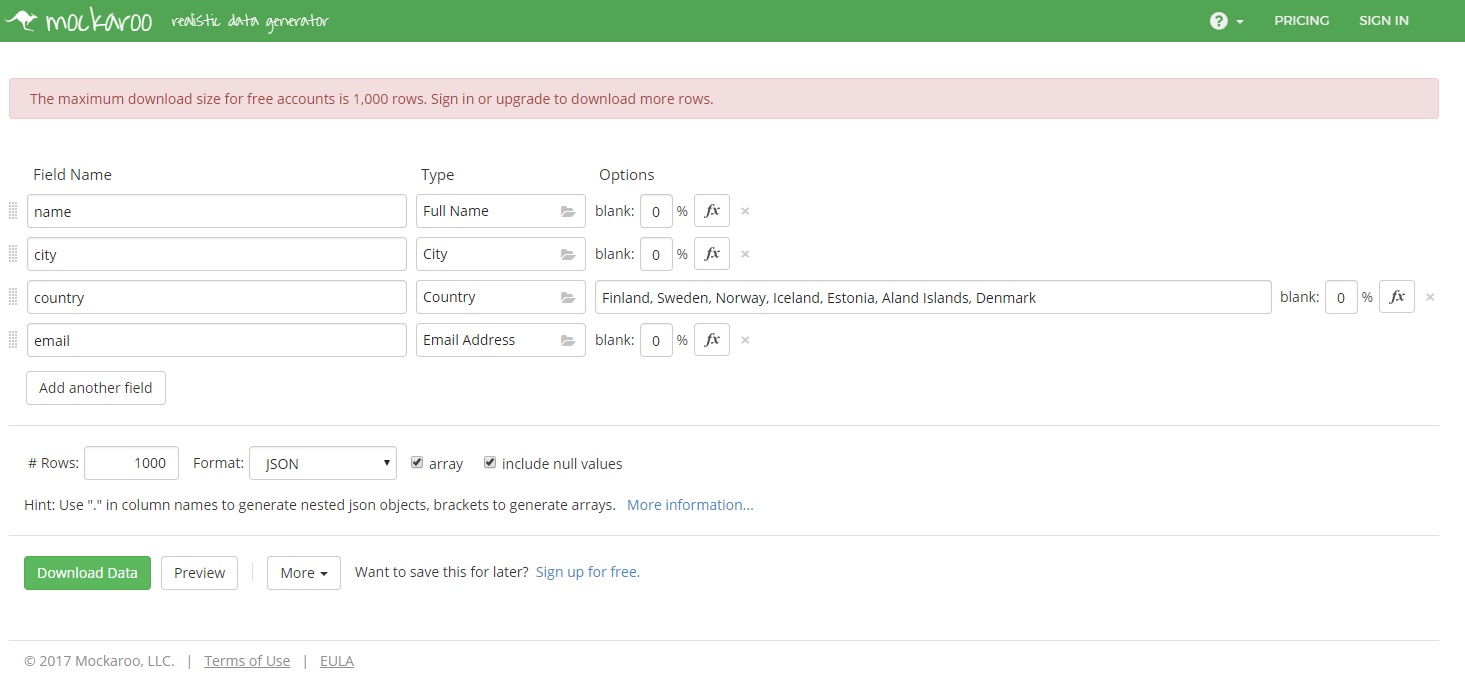 mockaroo realistic data generator ? PRICING SIGN IN
The maximum download size for free accounts is 1,000 rows. Sign in or upgrade to download more rows.
Field Name Type Options
name Full Name blank: 0 % fx ×
city City blank: 0 % fx ×
country Country Finland, Sweden, Norway, Iceland, Estonia, Aland Islands, Denmark blank: 0 % fx ×
email Email Address blank: 0 % fx ×
Add another field
# Rows: 1000 Format: JSON array include null values
Hint: Use "." in column names to generate nested json objects, brackets to generate arrays. More information...
Download Data Preview More Want to save this for later? Sign up for free.
© 2017 Mockaroo, LLC. | Terms of Use | EULA